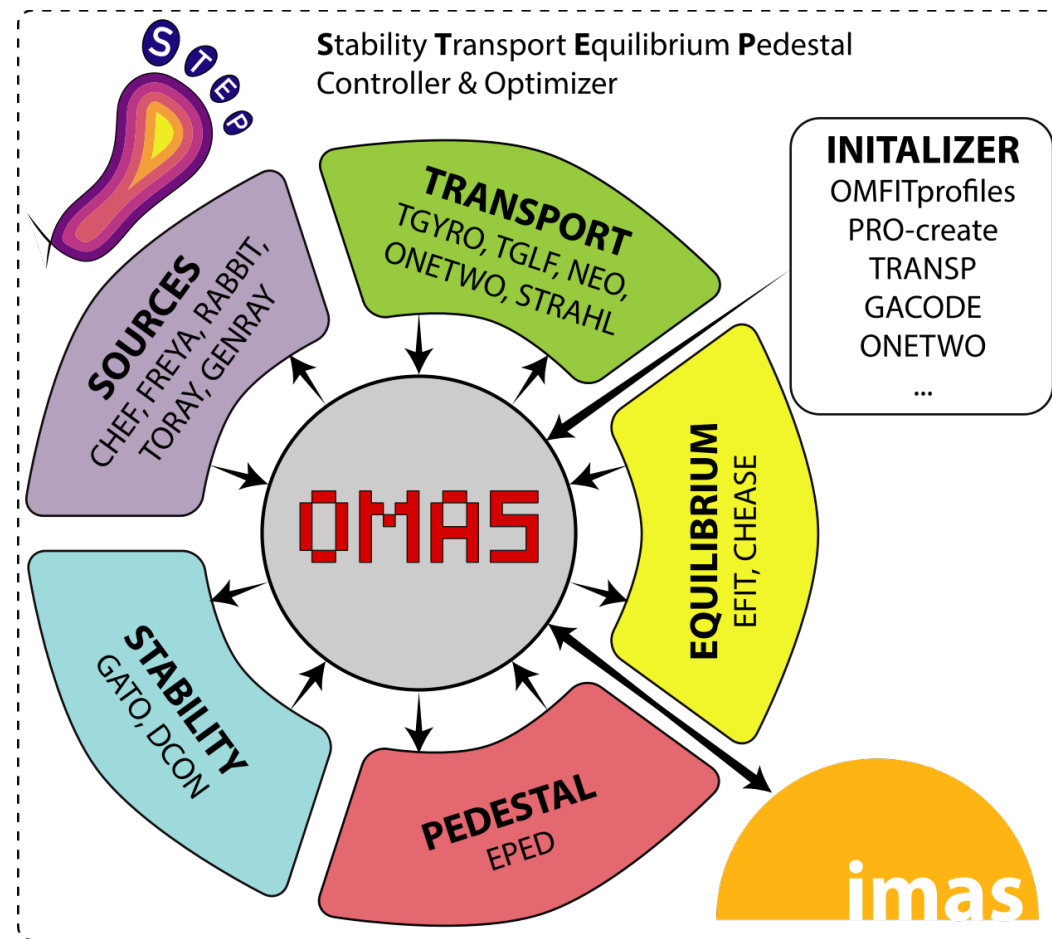 STEP
Stability Transport Equilibrium Pedestal
Controller & Optimizer
INITALIZER
OMFITprofiles
PRO-create
TRANSP
GACODE
ONETWO
...
TRANSPORT
TGYRO, TGLF, NEO,
ONETWO, STRAHL
SOURCES
CHEF, FREYA, RABBIT,
TORAY, GENRAY
EQUILIBRIUM
EFIT, CHEASE
OMAS
STABILITY
GATO, DCON
PEDESTAL
EPED
imas